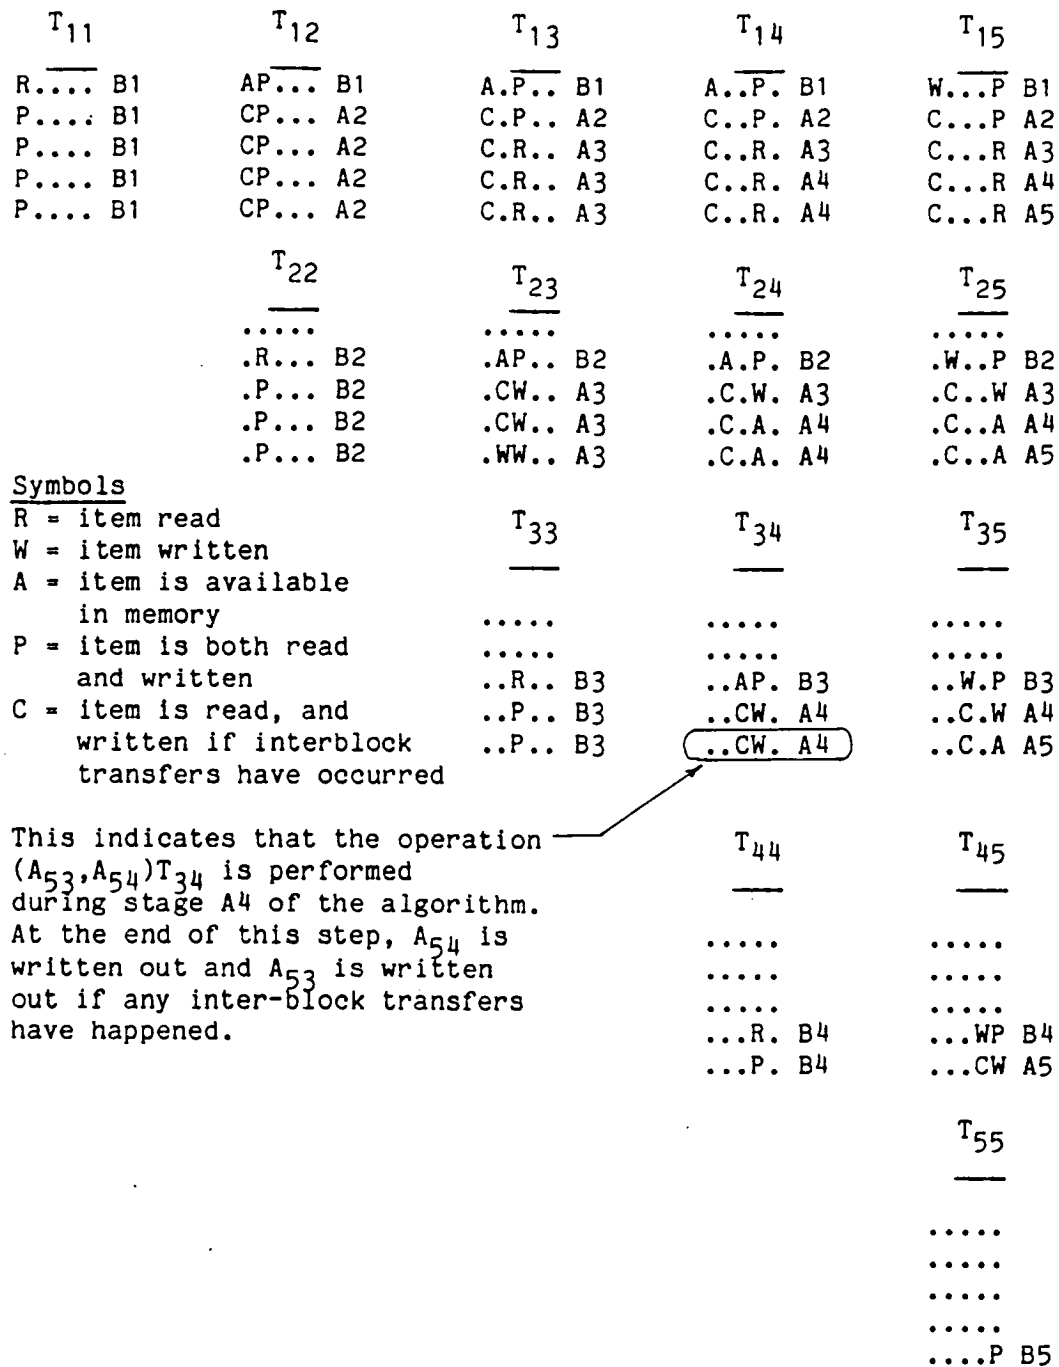 T11 T12 T13 T14 T15
R.... B1 AP... B1 A.P.. B1 A..P. B1 W...P B1
P.... B1 CP... A2 C.P.. A2 C..P. A2 C...P A2
P.... B1 CP... A2 C.R.. A3 C..R. A3 C...R A3
P.... B1 CP... A2 C.R.. A3 C..R. A4 C...R A4
P.... B1 CP... A2 C.R.. A3 C..R. A4 C...R A5
T22 T23 T24 T25
..... ..... ..... .....
.R... B2 .AP.. B2 .A.P. B2 .W..P B2
.P... B2 .CW.. A3 .C.W. A3 .C..W A3
.P... B2 .CW.. A3 .C.A. A4 .C..A A4
.P... B2 .WW.. A3 .C.A. A4 .C..A A5
Symbols
R = item read
W = item written
A = item is available
in memory
P = item is both read
and written
C = item is read, and
written if interblock
transfers have occurred
T33 T34 T35
..... ..... .....
..... ..... .....
..R.. B3 ..AP. B3 ..W.P B3
..P.. B3 ..CW. A4 ..C.W A4
..P.. B3 ..CW. A4 ..C.A A5
This indicates that the operation
(A53,A54)T34 is performed
during stage A4 of the algorithm.
At the end of this step, A54 is
written out and A53 is written
out if any inter-block transfers
have happened.
T44 T45
..... .....
..... .....
..... .....
...R. B4 ...WP B4
...P. B4 ...CW A5
T55
.....
.....
.....
.....
....P B5